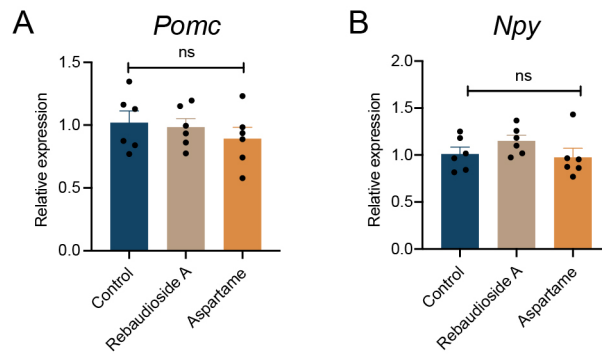 A
Pomc
ns
Relative expression
1.5
1.0
0.5
0.0
Control
Rebaudioside A
Aspartame
B
Npy
ns
Relative expression
2.0
1.5
1.0
0.5
0.0
Control
Rebaudioside A
Aspartame